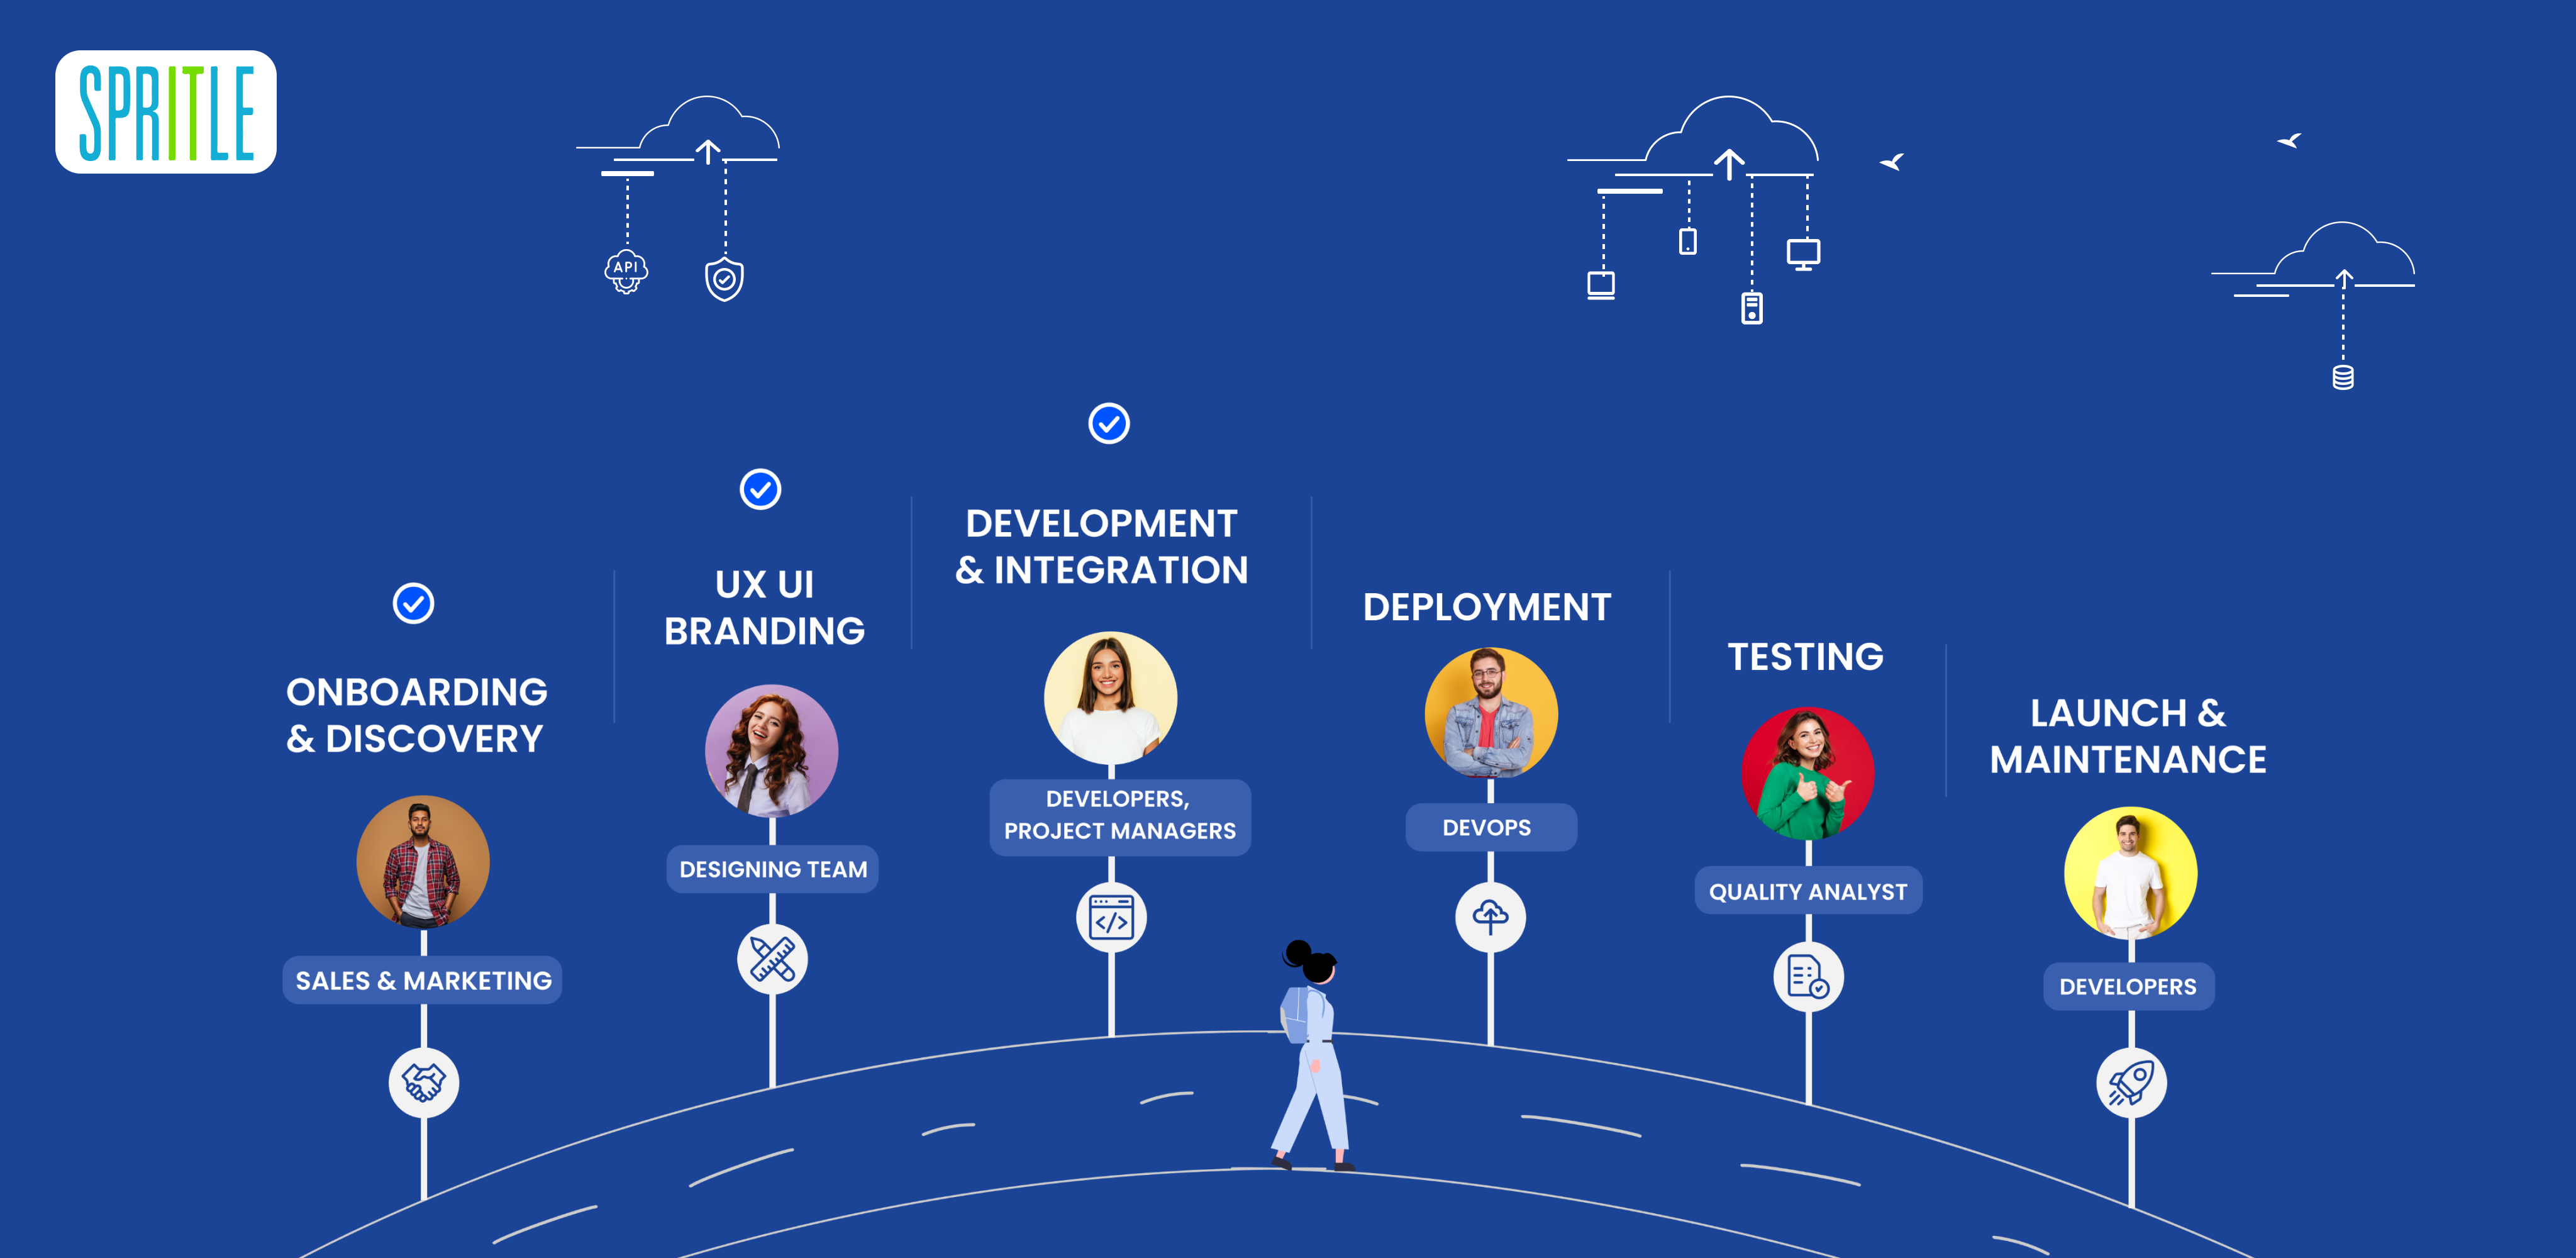 SPRITLE
API
ONBOARDING
& DISCOVERY
SALES & MARKETING
UX UI
BRANDING
DESIGNING TEAM
DEVELOPMENT
& INTEGRATION
DEVELOPERS,
PROJECT MANAGERS
DEPLOYMENT
DEVOPS
TESTING
QUALITY ANALYST
LAUNCH &
MAINTENANCE
DEVELOPERS